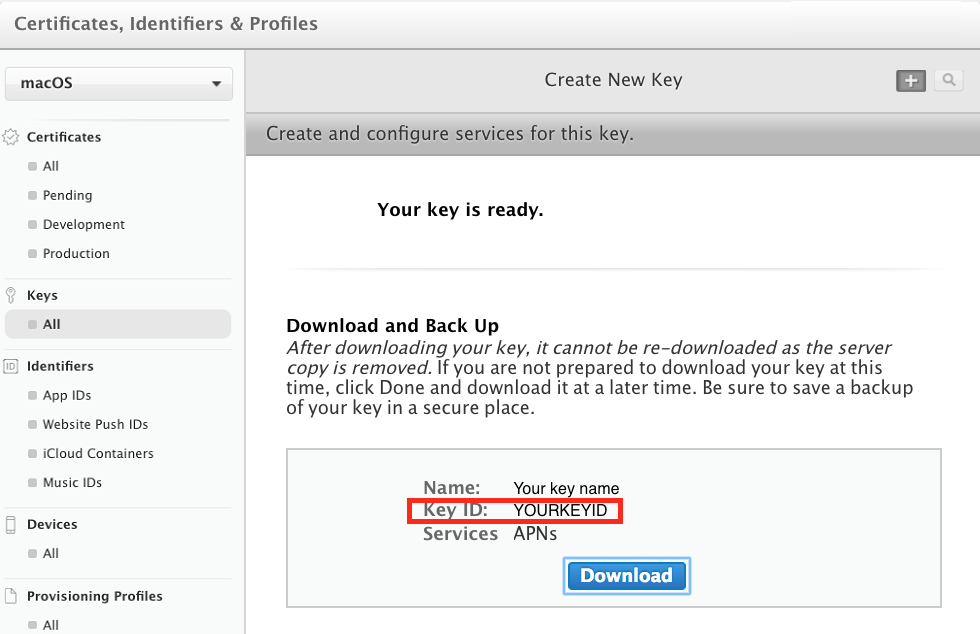 Certificates, Identifiers & Profiles
macOS
Certificates
All
Pending
Development
Production
Keys
All
ID Identifiers
App IDs
Website Push IDs
iCloud Containers
Music IDs
Devices
All
Provisioning Profiles
All
Create New Key
Create and configure services for this key.
Your key is ready.
Download and Back Up
After downloading your key, it cannot be re-downloaded as the server
copy is removed. If you are not prepared to download your key at this
time, click Done and download it at a later time. Be sure to save a backup
of your key in a secure place.
Name: Your key name
Key ID: YOURKEYID
Services APNs
Download